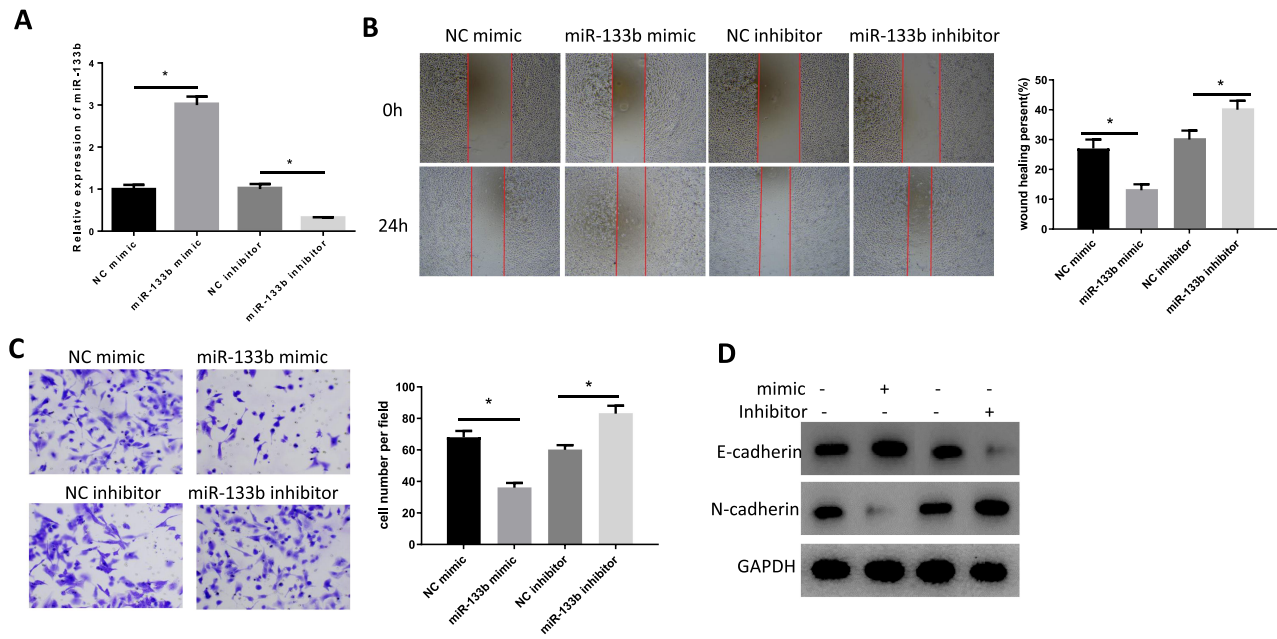 A
Relative expression of miR-133b
4
3
2
1
0
*
*
NC mimic
miR-133b mimic
NC inhibitor
miR-133b inhibitor
B
NC mimic miR-133b mimic NC inhibitor miR-133b inhibitor
0h
24h
wound healing persent(%)
50
40
30
20
10
0
*
*
NC mimic
miR-133b mimic
NC inhibitor
miR-133b inhibitor
C
NC mimic miR-133b mimic
NC inhibitor miR-133b inhibitor
cell number per field
100
80
60
40
20
0
*
*
NC mimic
miR-133b mimic
NC inhibitor
miR-133b inhibitor
D
mimic - + - -
Inhibitor - - - +
E-cadherin
N-cadherin
GAPDH